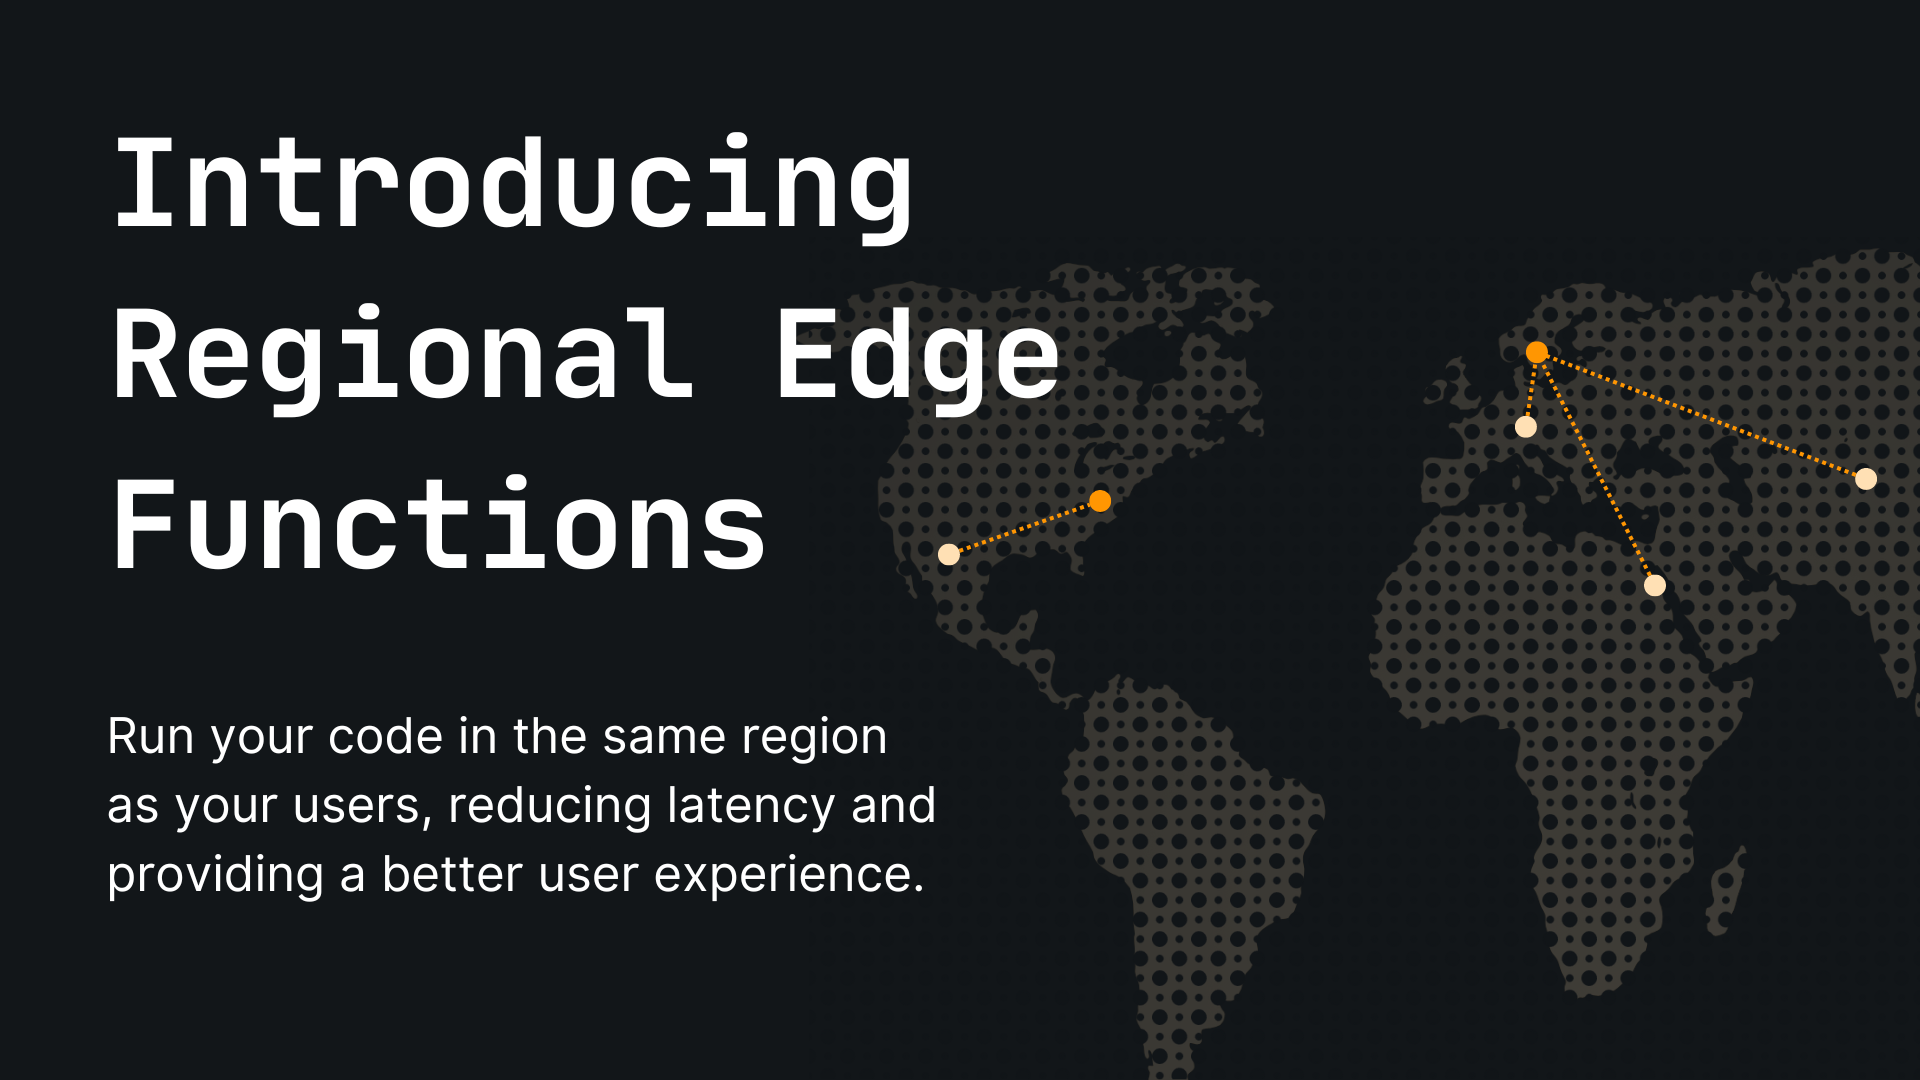 Introducing
Regional Edge
Functions
Run your code in the same region
as your users, reducing latency and
providing a better user experience.